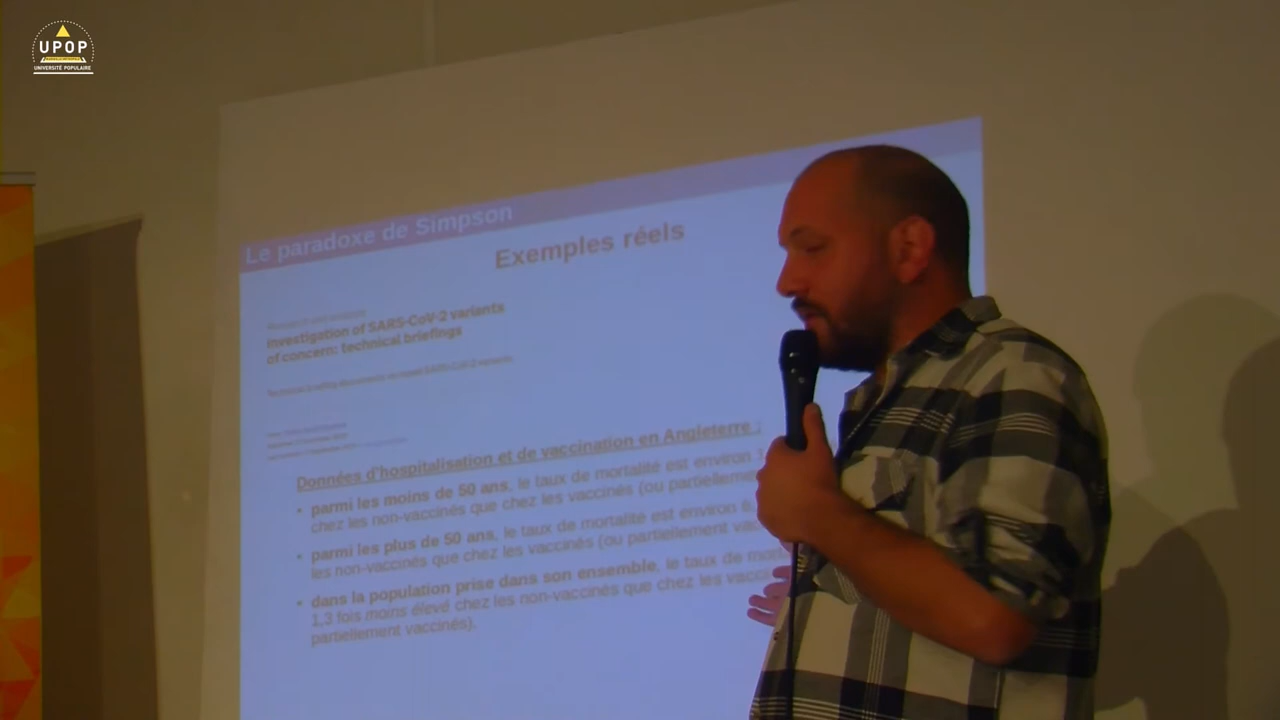 UPOP
UNIVERSITÉ POPULAIRE
Le paradoxe de Simpson
Exemples réels
Investigation of SARS-CoV-2 variants
of concern: technical briefings
Données d'hospitalisation et de vaccination en Angleterre :
• parmi les moins de 50 ans, le taux de mortalité est environ
chez les non-vaccinés que chez les vaccinés (ou partiellement
• parmi les plus de 50 ans, le taux de mortalité est environ
les non-vaccinés que chez les vaccinés (ou partiellement
• dans la population prise dans son ensemble, le taux de
1,3 fois moins élevé chez les non-vaccinés que chez les
partiellement vaccinés).